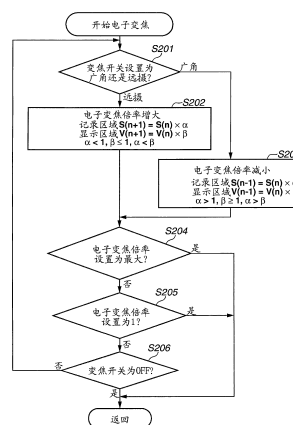 开始电子变焦
S201
变焦开关设置为
广角还是远摄?
广角
远摄
S202
电子变焦倍率增大
记录区域S(n+1) = S(n) × α
显示区域V(n+1) = V(n) × β
α < 1, β ≤ 1, α < β
电子变焦倍率减小
记录区域S(n-1) = S(n) ×
显示区域V(n-1) = V(n) ×
α > 1, β ≥ 1, α > β
S204
电子变焦倍率
设置为最大?
是
否
S205
电子变焦倍率
设置为1?
是
否
S206
变焦开关为OFF?
否
是
返回